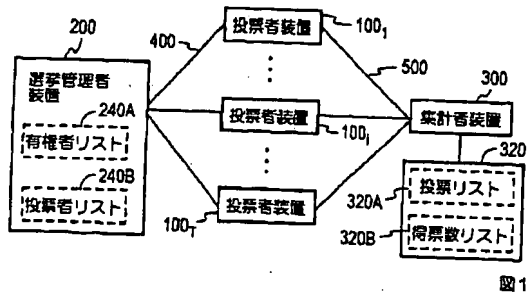 200
400
投票者装置
100₁
500
選挙管理者
装置
240A
有権者リスト
240B
投票者リスト
投票者装置
100ᵢ
300
集計者装置
320
320A
投票リスト
320B
得票数リスト
投票者装置
100T
図1